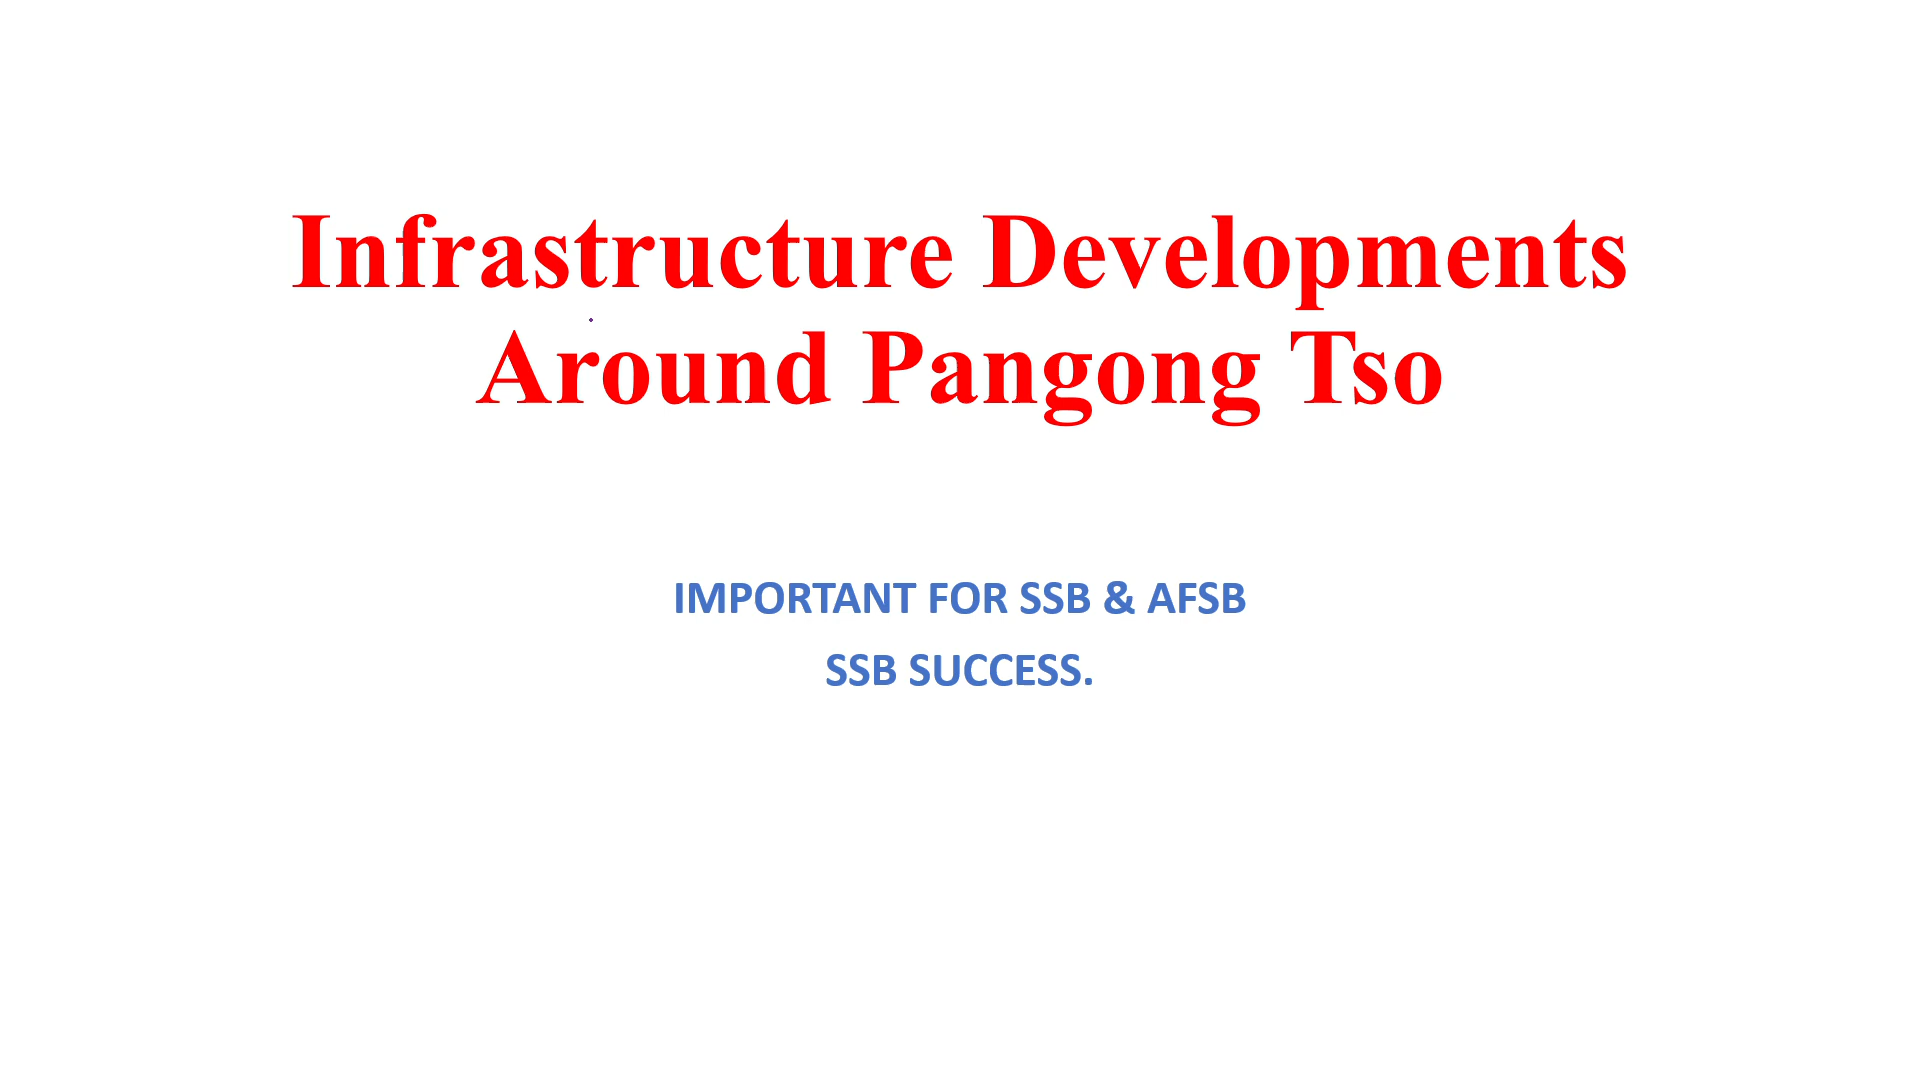 Infrastructure Developments
Around Pangong Tso
IMPORTANT FOR SSB & AFSB
SSB SUCCESS.